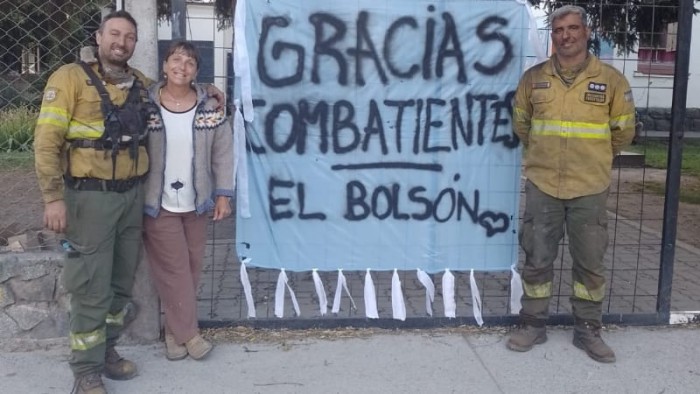 GRACIAS
COMBATIENTES
EL BOLSÓN